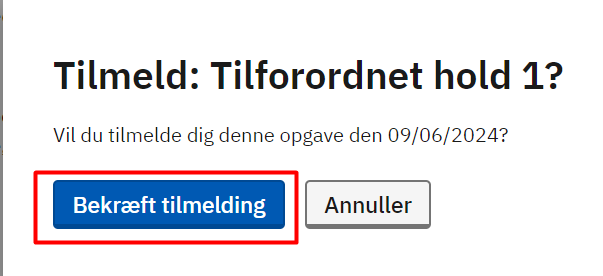 Tilmeld: Tilforordnet hold 1?
Vil du tilmelde dig denne opgave den 09/06/2024?
Bekræft tilmelding Annuller